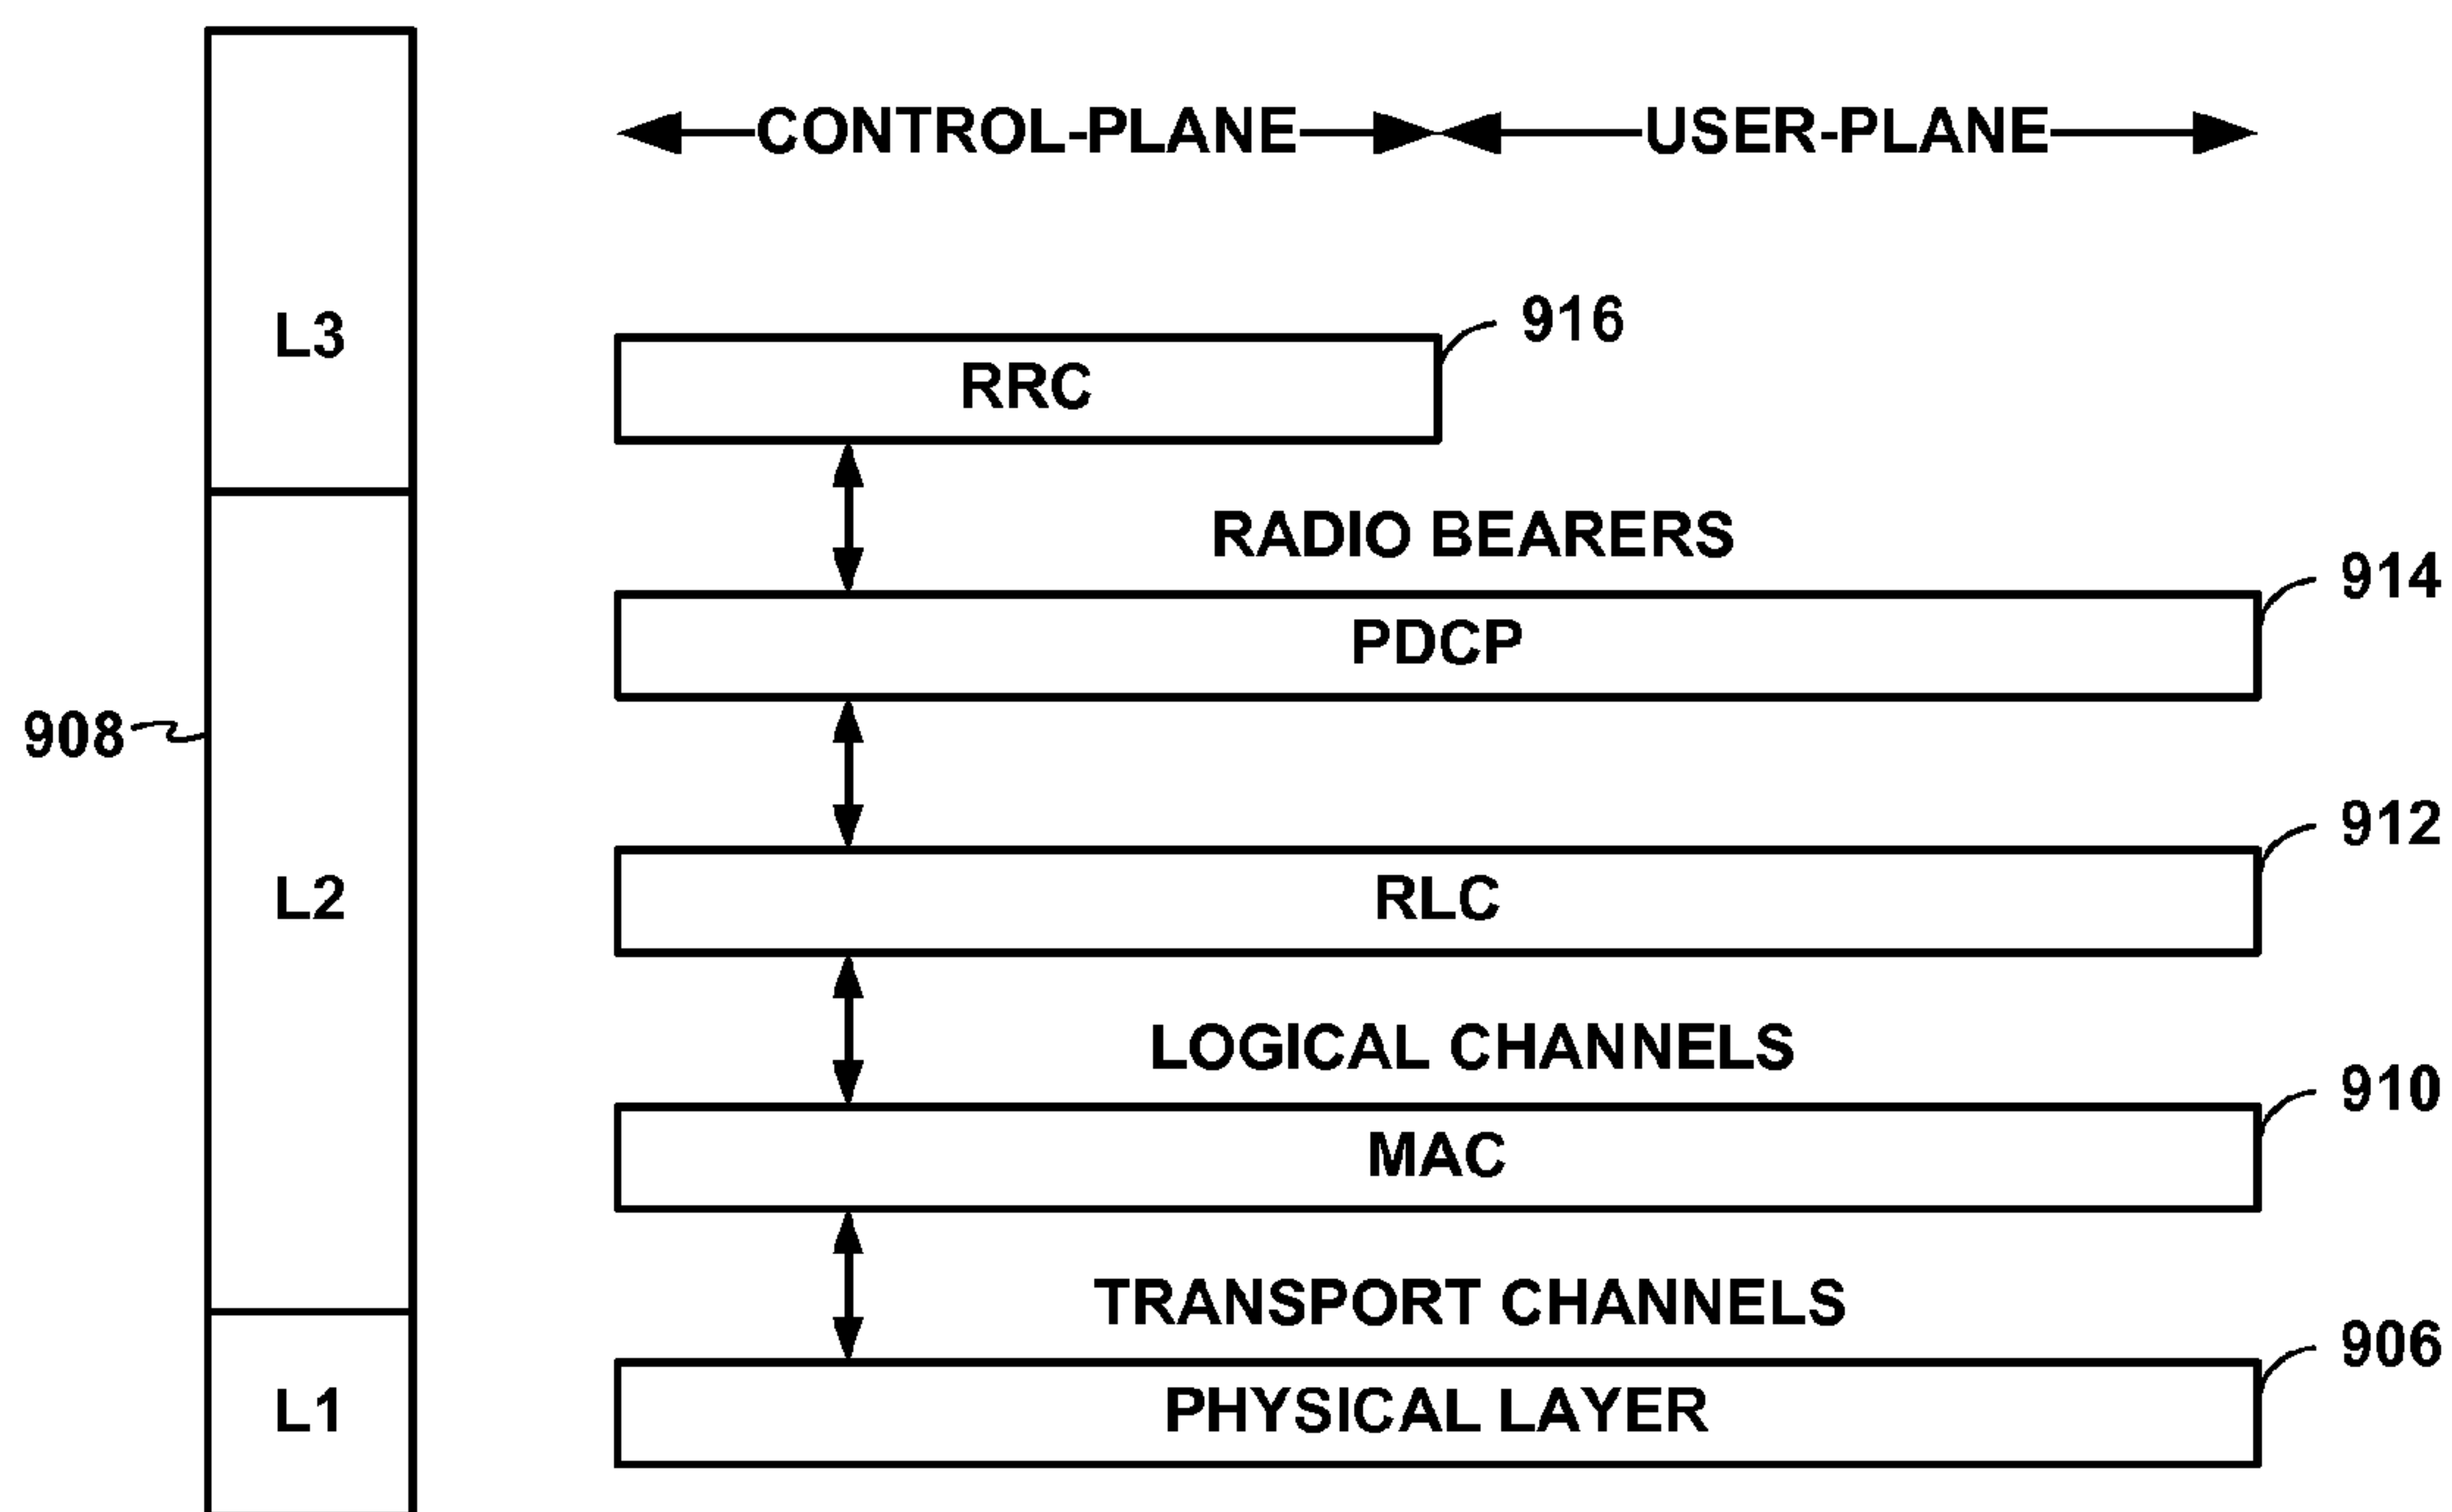 CONTROL-PLANE USER-PLANE
916
L3
RRC
RADIO BEARERS
914
PDCP
908
912
L2
RLC
LOGICAL CHANNELS
910
MAC
TRANSPORT CHANNELS
906
L1
PHYSICAL LAYER